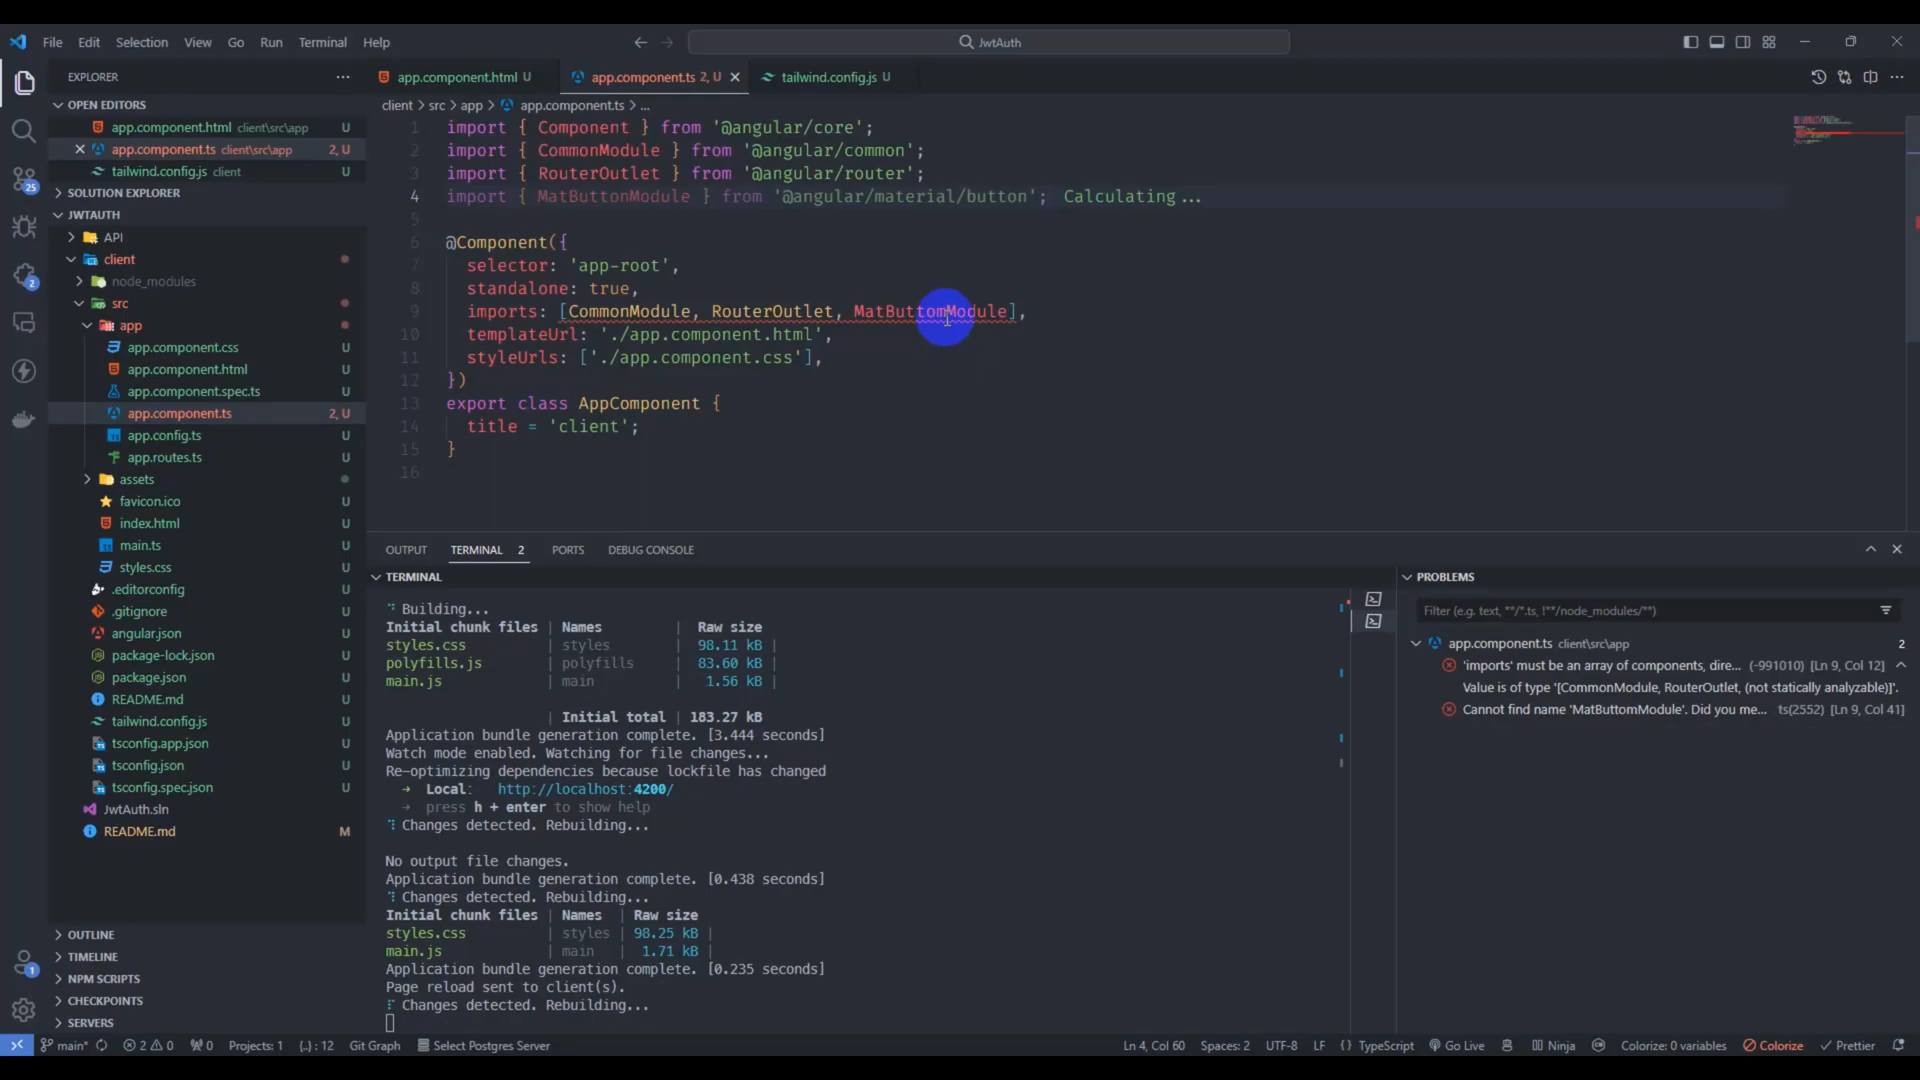 File Edit Selection View Go Run Terminal Help
JwtAuth
EXPLORER
OPEN EDITORS
app.component.html client\src\app U
app.component.ts client\src\app 2, U
tailwind.config.js client U
SOLUTION EXPLORER
JWTAUTH
API
client
node_modules
src
app
app.component.css U
app.component.html U
app.component.spec.ts U
app.component.ts 2, U
app.config.ts U
app.routes.ts U
assets
favicon.ico U
index.html U
main.ts U
styles.css U
.editorconfig U
.gitignore U
angular.json U
package-lock.json U
package.json U
README.md U
tailwind.config.js U
tsconfig.app.json U
tsconfig.json U
tsconfig.spec.json U
JwtAuth.sln
README.md M
OUTLINE
TIMELINE
NPM SCRIPTS
CHECKPOINTS
SERVERS
25
2
1
app.component.html U
app.component.ts 2, U
tailwind.config.js U
client > src > app > app.component.ts > ...
1 import { Component } from '@angular/core';
2 import { CommonModule } from '@angular/common';
3 import { RouterOutlet } from '@angular/router';
4 import { MatButtonModule } from '@angular/material/button'; Calculating...
5
6 @Component({
7 selector: 'app-root',
8 standalone: true,
9 imports: [CommonModule, RouterOutlet, MatButtomModule],
10 templateUrl: './app.component.html',
11 styleUrls: ['./app.component.css'],
12 })
13 export class AppComponent {
14 title = 'client';
15 }
16
OUTPUT TERMINAL 2 PORTS DEBUG CONSOLE
TERMINAL
Building...
Initial chunk files | Names | Raw size
styles.css | styles | 98.11 kB |
polyfills.js | polyfills | 83.60 kB |
main.js | main | 1.56 kB |
| Initial total | 183.27 kB
Application bundle generation complete. [3.444 seconds]
Watch mode enabled. Watching for file changes...
Re-optimizing dependencies because lockfile has changed
→ Local: http://localhost:4200/
→ press h + enter to show help
Changes detected. Rebuilding...
No output file changes.
Application bundle generation complete. [0.438 seconds]
Changes detected. Rebuilding...
Initial chunk files | Names | Raw size
styles.css | styles | 98.25 kB |
main.js | main | 1.71 kB |
Application bundle generation complete. [0.235 seconds]
Page reload sent to client(s).
Changes detected. Rebuilding...
PROBLEMS
Filter (e.g. text, **/*.ts, !**/node_modules/**)
app.component.ts client\src\app 2
'imports' must be an array of components, dire... (-991010) [Ln 9, Col 12]
Value is of type '[CommonModule, RouterOutlet, (not statically analyzable)]'.
Cannot find name 'MatButtomModule'. Did you me... ts(2552) [Ln 9, Col 41]
main* 2 0 0 Projects: 1 {..} : 12 Git Graph Select Postgres Server
Ln 4, Col 60 Spaces: 2 UTF-8 LF { } TypeScript Go Live Ninja Colorize: 0 variables Colorize Prettier